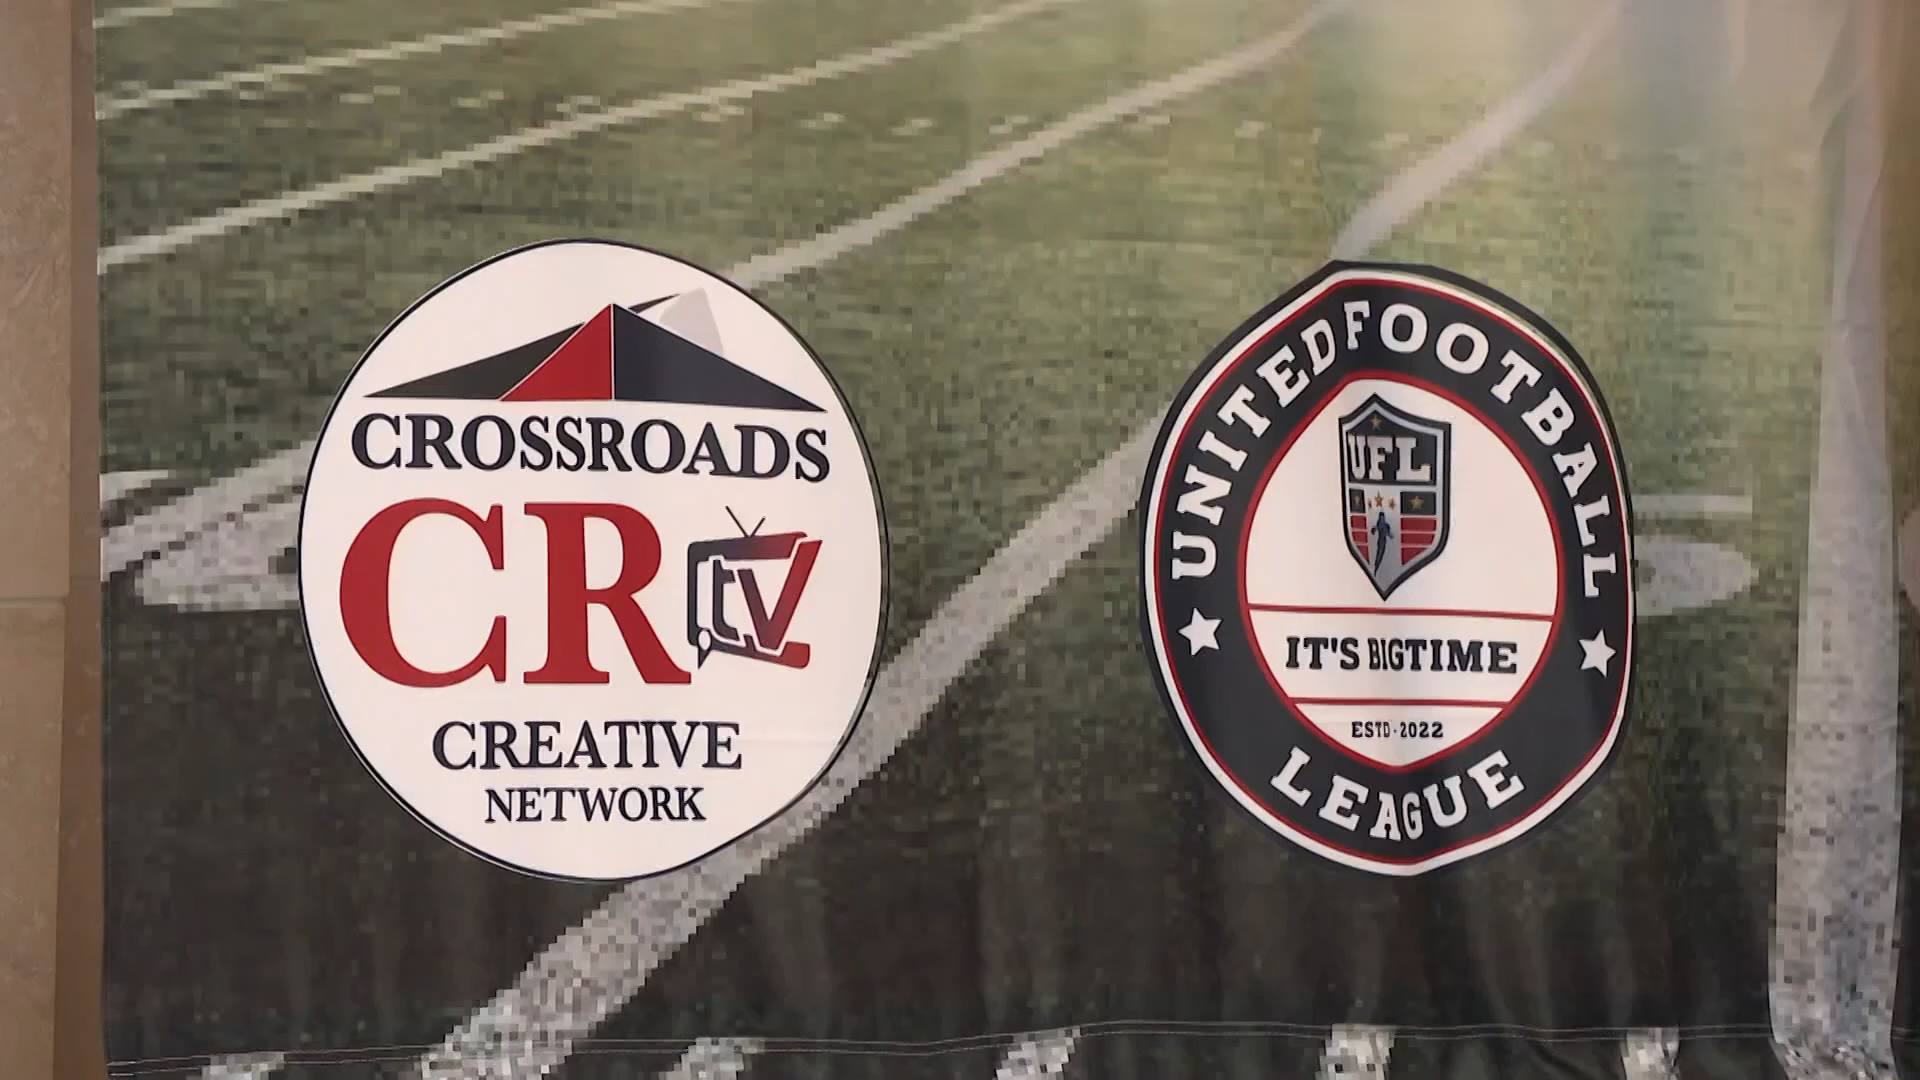 CROSSROADS
CR tv
CREATIVE
NETWORK
UNITED FOOTBALL
UFL
IT'S BIGTIME
ESTD · 2022
LEAGUE